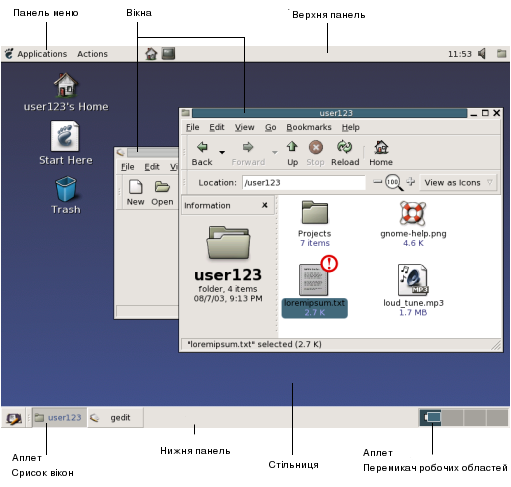 Панель меню
Вікна
Верхня панель
Applications Actions
11:53
user123's Home
Start Here
Trash
File Edit Vi
New Open
user123
File Edit View Go Bookmarks Help
Back Forward Up Stop Reload Home
Location: /user123 100 View as Icons
Information x
user123
folder, 4 items
08/7/03, 9:13 PM
Projects
7 items
gnome-help.png
4.6 K
loremipsum.txt
2.7 K
loud_tune.mp3
1.7 MB
MP3
"loremipsum.txt" selected (2.7 K)
user123 gedit
Аплет
Срисок вікон
Нижня панель
Стільниця
Аплет
Перемикач робочих областей